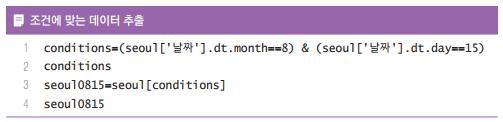 조건에 맞는 데이터 추출
1 conditions=(seoul['날짜'].dt.month==8) & (seoul['날짜'].dt.day==15)
2 conditions
3 seoul0815=seoul[conditions]
4 seoul0815